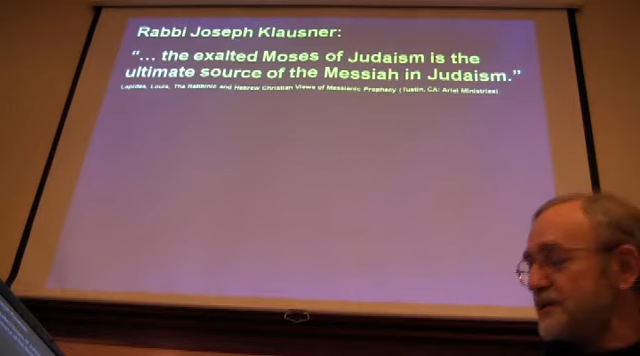 Rabbi Joseph Klausner:
“... the exalted Moses of Judaism is the
ultimate source of the Messiah in Judaism.”
Lapides, Louis, The Rabbinic and Hebrew Christian Views of Messianic Prophecy (Tustin, CA: Ariel Ministries)